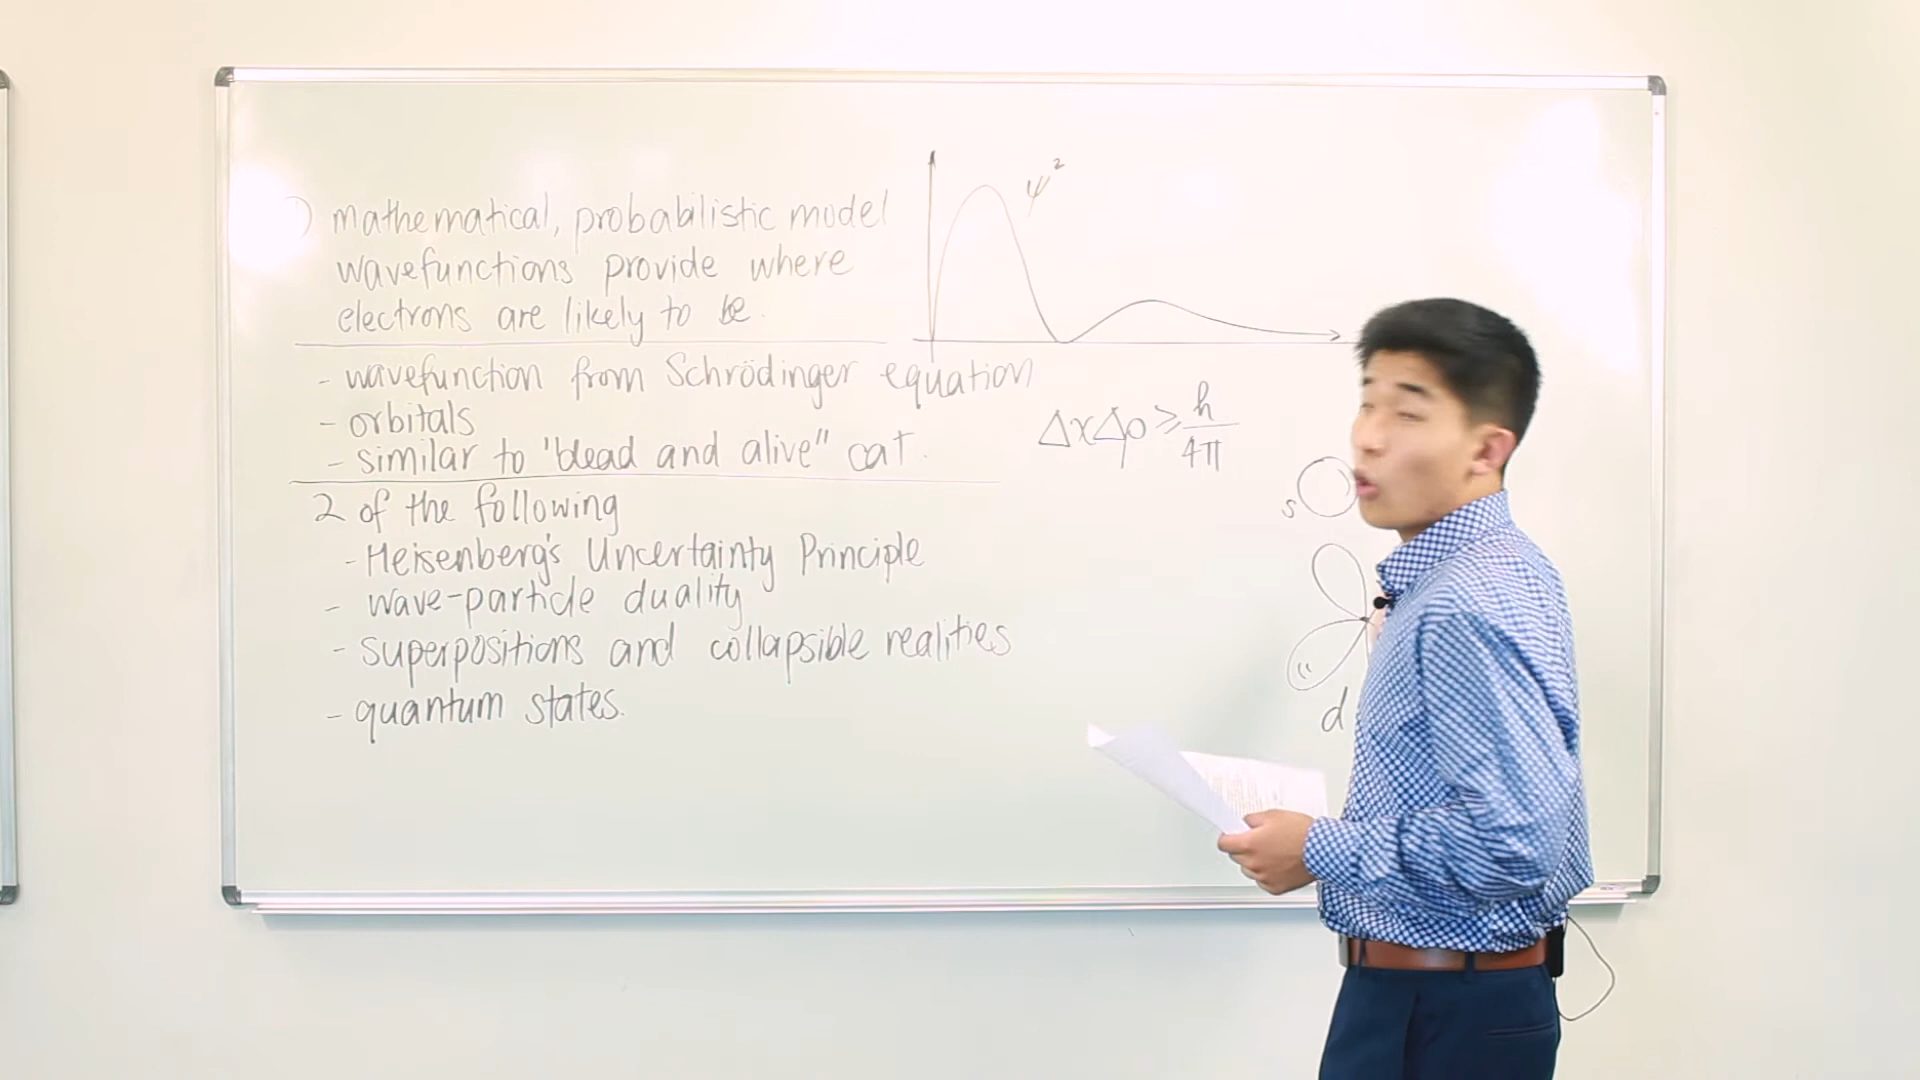 1) mathematical, probabilistic model
wavefunctions provide where
electrons are likely to be.
- wavefunction from Schrödinger equation
- orbitals
- similar to "dead and alive" cat.
2 of the following
- Heisenberg's Uncertainty Principle
- wave-particle duality
- superpositions and collapsible realities
- quantum states.
ψ²
ΔxΔp ≥ h/4π
s
d